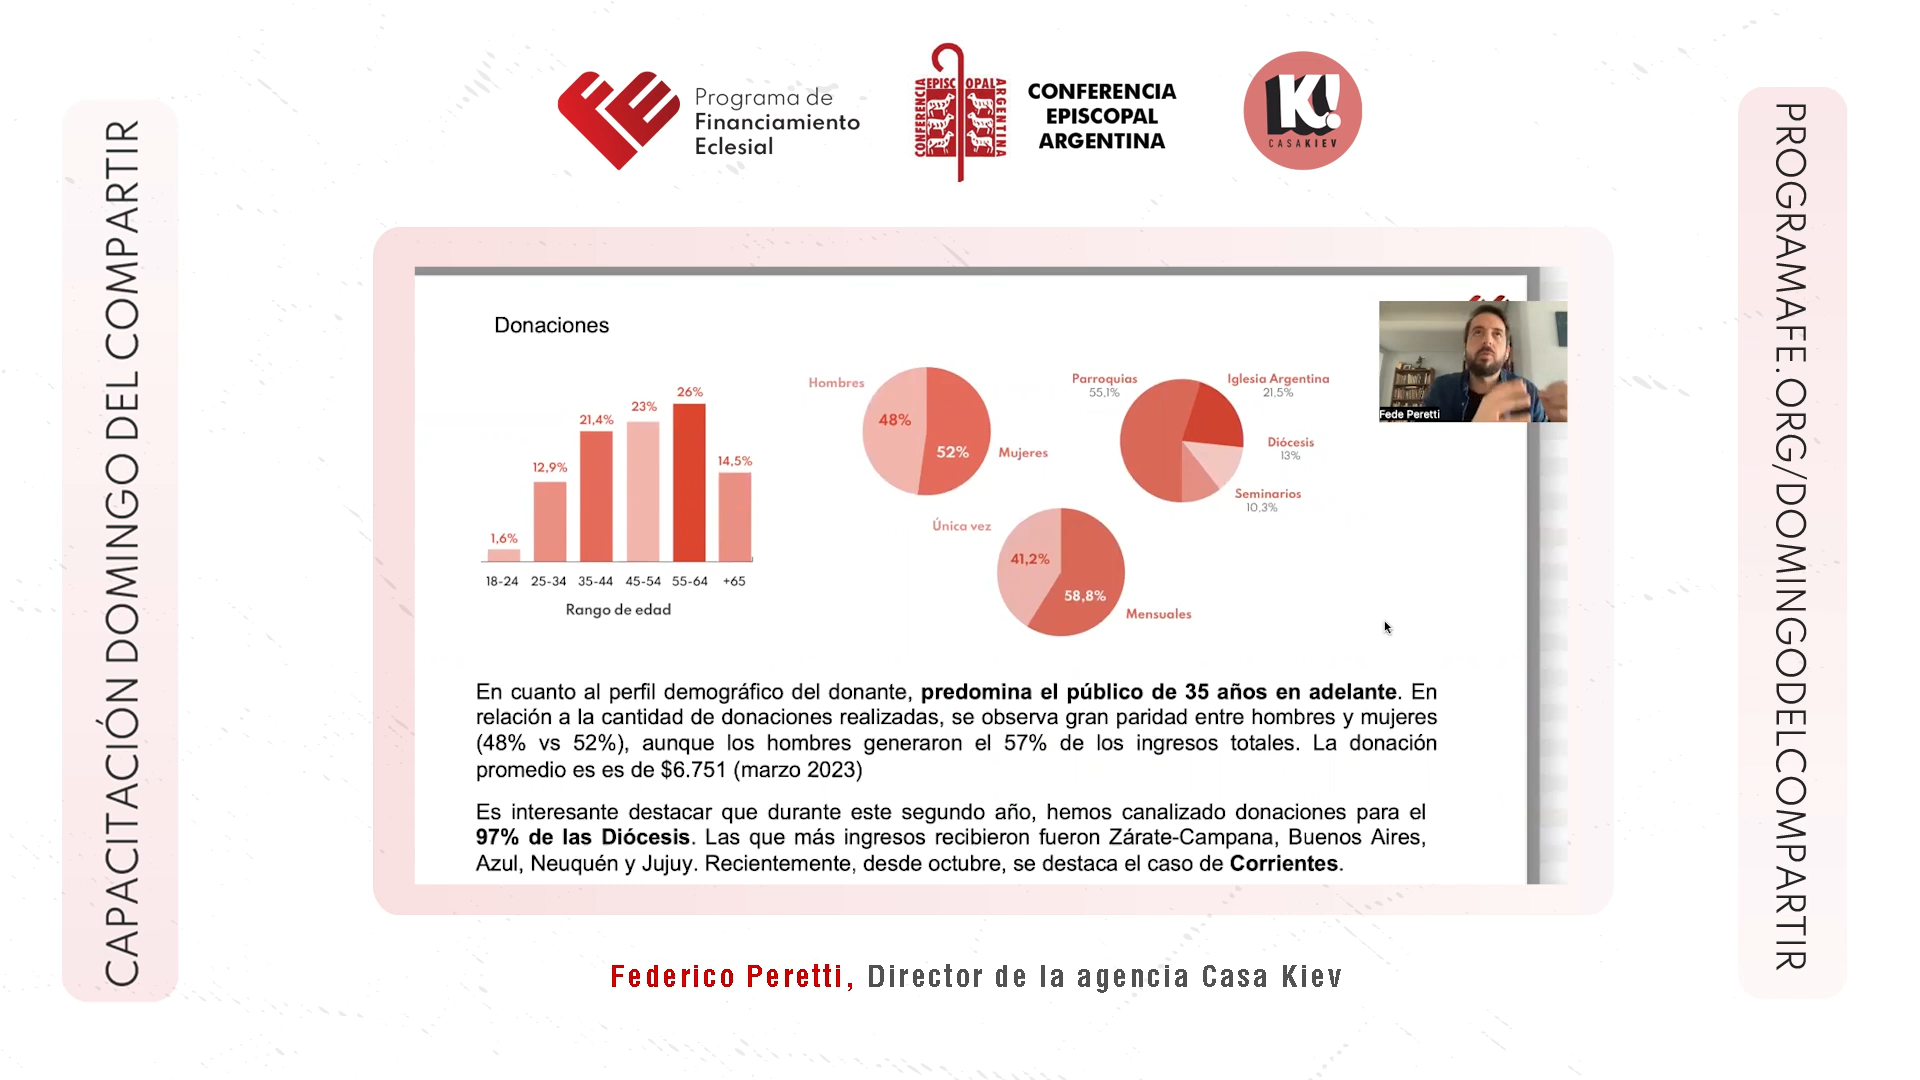 CAPACITACIÓN DOMINGO DEL COMPARTIR
Programa de
Financiamiento
Eclesial
CONFERENCIA
EPISCOPAL
ARGENTINA
CONFERENCIA
EPISCOPAL
ARGENTINA
K!
CASAKIEV
PROGRAMAFE.ORG/DOMINGODELCOMPARTIR
Donaciones
1,6%
12,9%
21,4%
23%
26%
14,5%
18-24 25-34 35-44 45-54 55-64 +65
Rango de edad
Hombres
48%
52%
Mujeres
Parroquias
55,1%
Iglesia Argentina
21,5%
Diócesis
13%
Seminarios
10,3%
Única vez
41,2%
58,8%
Mensuales
Fede Peretti
En cuanto al perfil demográfico del donante, predomina el público de 35 años en adelante. En
relación a la cantidad de donaciones realizadas, se observa gran paridad entre hombres y mujeres
(48% vs 52%), aunque los hombres generaron el 57% de los ingresos totales. La donación
promedio es es de $6.751 (marzo 2023)
Es interesante destacar que durante este segundo año, hemos canalizado donaciones para el
97% de las Diócesis. Las que más ingresos recibieron fueron Zárate-Campana, Buenos Aires,
Azul, Neuquén y Jujuy. Recientemente, desde octubre, se destaca el caso de Corrientes.
Federico Peretti, Director de la agencia Casa Kiev